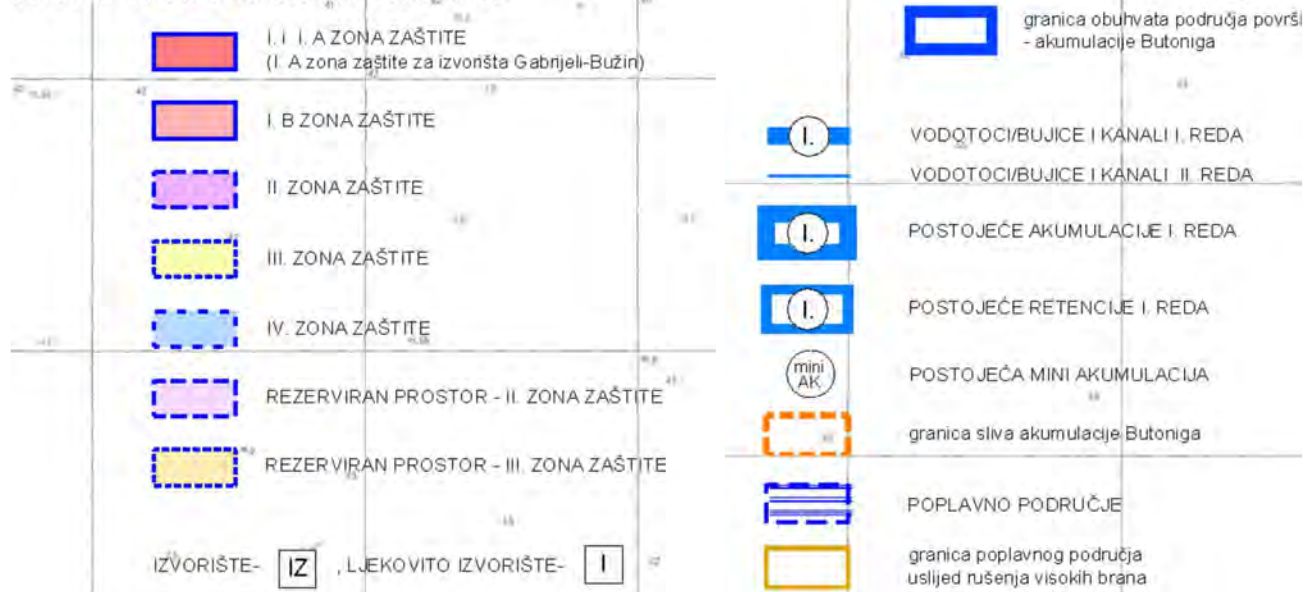 I. I I. A ZONA ZAŠTITE
(I. A zona zaštite za izvorišta Gabrijeli-Bužin)
I. B ZONA ZAŠTITE
II. ZONA ZAŠTITE
III. ZONA ZAŠTITE
IV. ZONA ZAŠTITE
REZERVIRAN PROSTOR - II. ZONA ZAŠTITE
REZERVIRAN PROSTOR - III. ZONA ZAŠTITE
IZVORIŠTE- IZ , LJEKOVITO IZVORIŠTE- I
granica obuhvata područja površi
- akumulacije Butoniga
I. VODOTOCI/BUJICE I KANALI I. REDA
VODOTOCI/BUJICE I KANALI II. REDA
I. POSTOJEĆE AKUMULACIJE I. REDA
I. POSTOJEĆE RETENCIJE I. REDA
mini
AK. POSTOJEĆA MINI AKUMULACIJA
granica sliva akumulacije Butoniga
POPLAVNO PODRUČJE
granica poplavnog područja
uslijed rušenja visokih brana